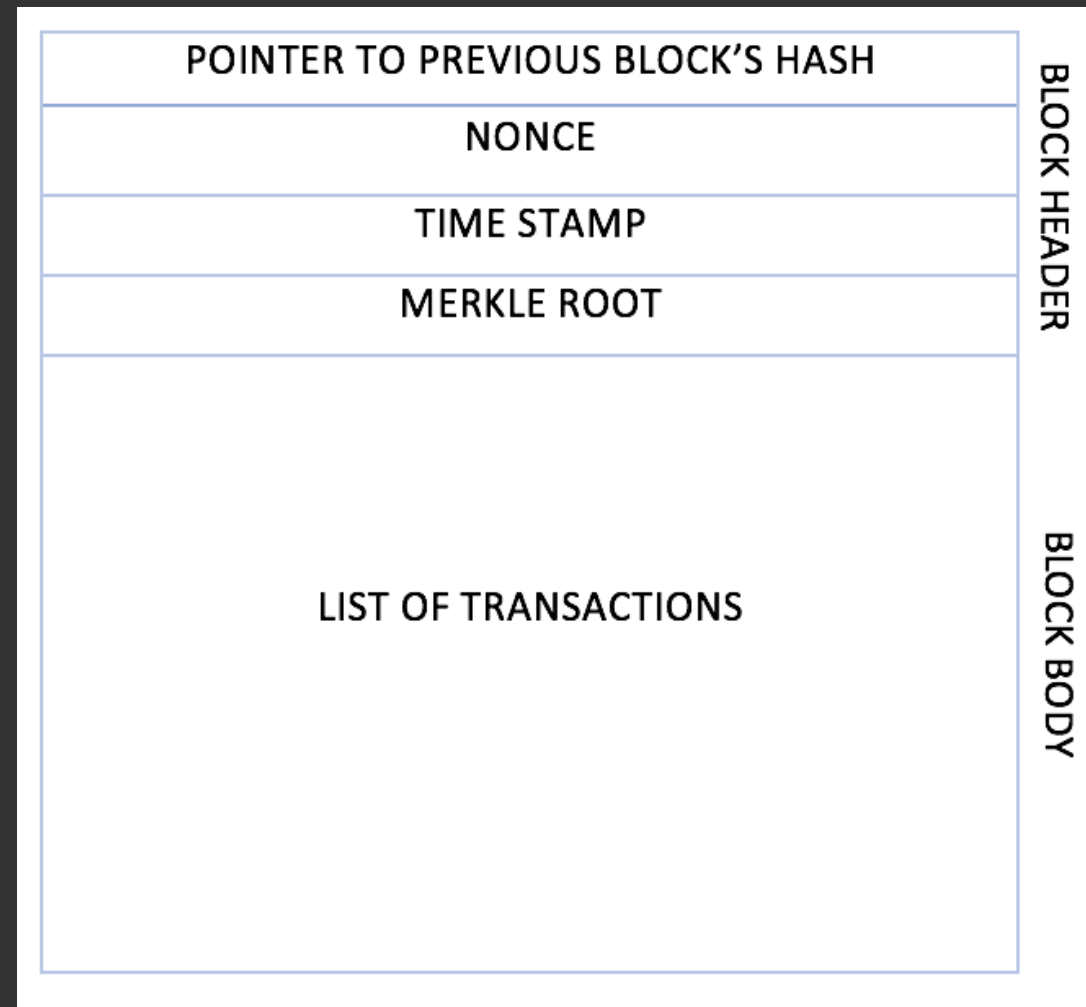 POINTER TO PREVIOUS BLOCK’S HASH
NONCE
TIME STAMP
MERKLE ROOT
BLOCK HEADER
LIST OF TRANSACTIONS
BLOCK BODY